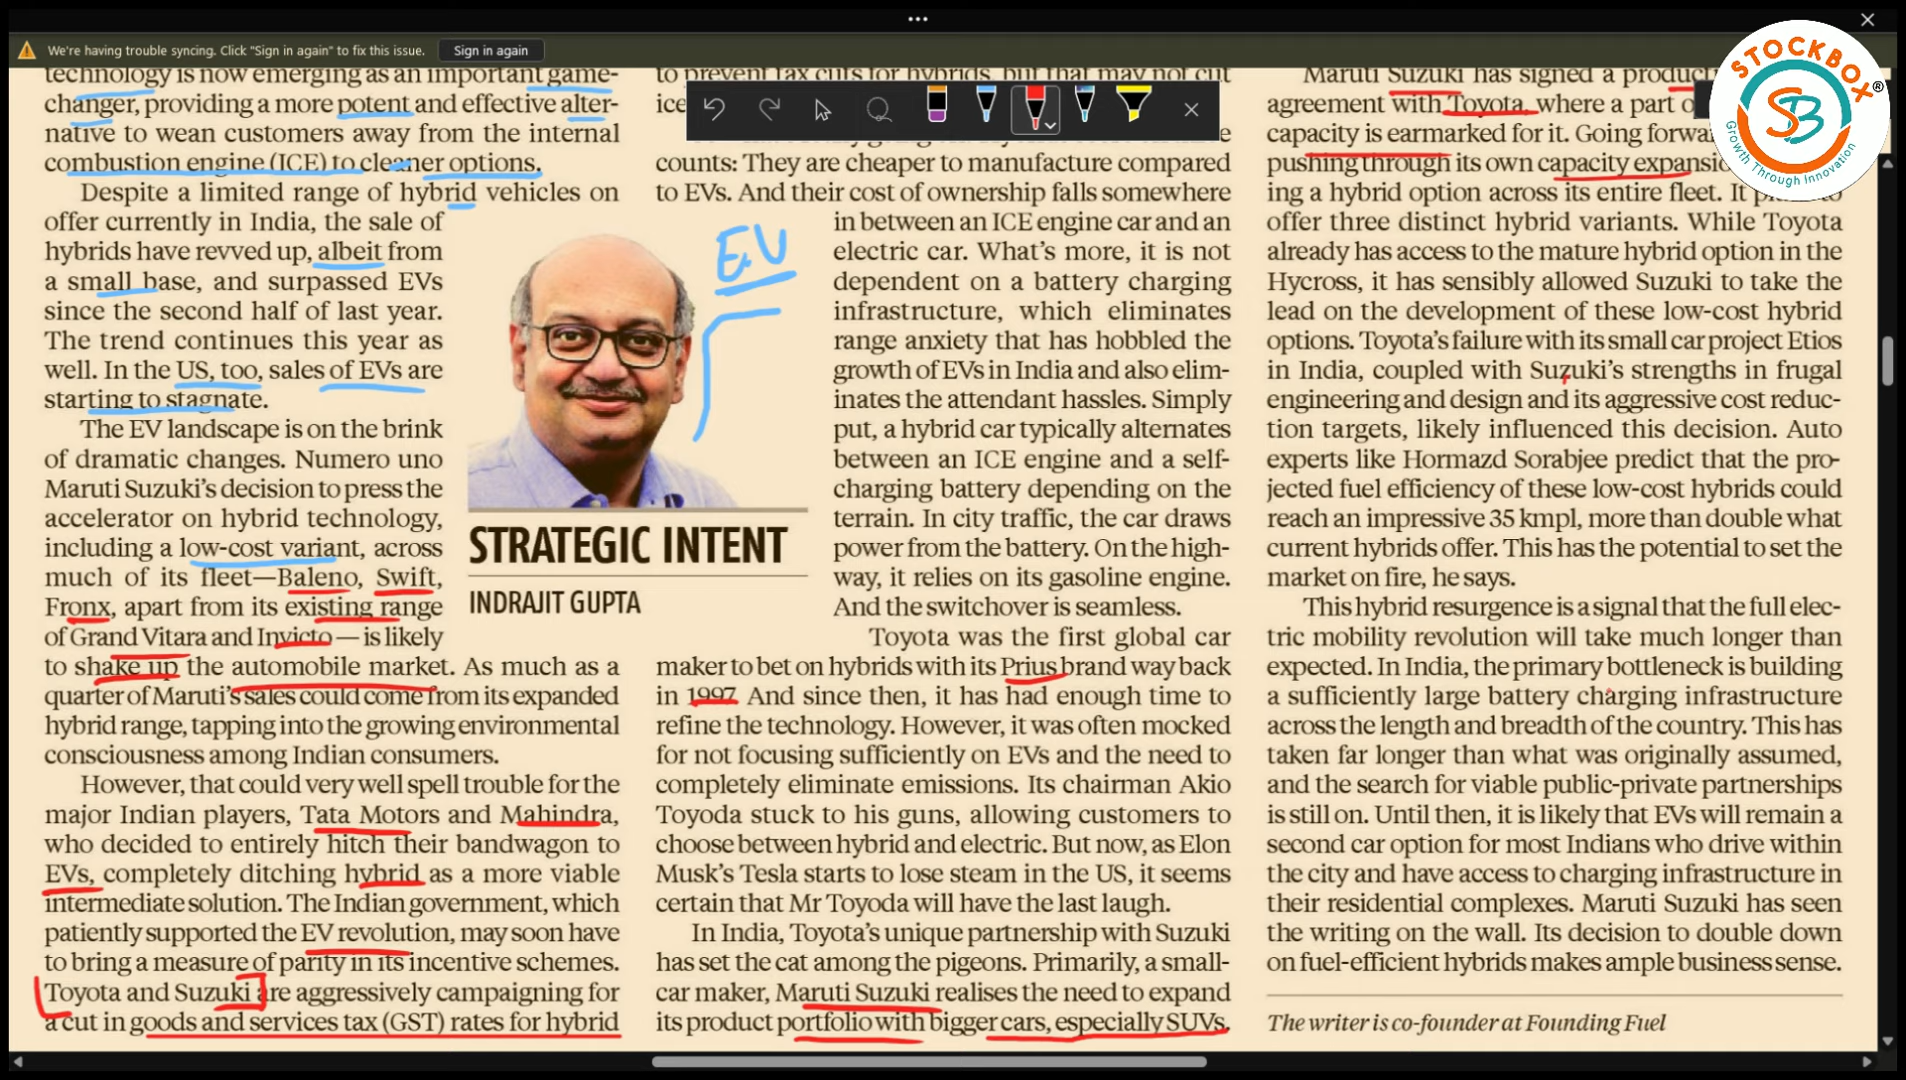 We're having trouble syncing. Click "Sign in again" to fix this issue.
Sign in again
STOCKBOX
®
SB
Growth Through Innovation
technology is now emerging as an important game-
changer, providing a more potent and effective alter-
native to wean customers away from the internal
combustion engine (ICE) to cleaner options.
Despite a limited range of hybrid vehicles on
offer currently in India, the sale of
hybrids have revved up, albeit from
a small base, and surpassed EVs
since the second half of last year.
The trend continues this year as
well. In the US, too, sales of EVs are
starting to stagnate.
The EV landscape is on the brink
of dramatic changes. Numero uno
Maruti Suzuki's decision to press the
accelerator on hybrid technology,
including a low-cost variant, across
much of its fleet—Baleno, Swift,
Fronx, apart from its existing range
of Grand Vitara and Invicto — is likely
to shake up the automobile market. As much as a
quarter of Maruti's sales could come from its expanded
hybrid range, tapping into the growing environmental
consciousness among Indian consumers.
However, that could very well spell trouble for the
major Indian players, Tata Motors and Mahindra,
who decided to entirely hitch their bandwagon to
EVs, completely ditching hybrid as a more viable
intermediate solution. The Indian government, which
patiently supported the EV revolution, may soon have
to bring a measure of parity in its incentive schemes.
Toyota and Suzuki are aggressively campaigning for
a cut in goods and services tax (GST) rates for hybrid
EV
STRATEGIC INTENT
INDRAJIT GUPTA
to prevent tax cuts for hybrids, but that may not cut
ice
counts: They are cheaper to manufacture compared
to EVs. And their cost of ownership falls somewhere
in between an ICE engine car and an
electric car. What's more, it is not
dependent on a battery charging
infrastructure, which eliminates
range anxiety that has hobbled the
growth of EVs in India and also elim-
inates the attendant hassles. Simply
put, a hybrid car typically alternates
between an ICE engine and a self-
charging battery depending on the
terrain. In city traffic, the car draws
power from the battery. On the high-
way, it relies on its gasoline engine.
And the switchover is seamless.
Toyota was the first global car
maker to bet on hybrids with its Prius brand way back
in 1997. And since then, it has had enough time to
refine the technology. However, it was often mocked
for not focusing sufficiently on EVs and the need to
completely eliminate emissions. Its chairman Akio
Toyoda stuck to his guns, allowing customers to
choose between hybrid and electric. But now, as Elon
Musk's Tesla starts to lose steam in the US, it seems
certain that Mr Toyoda will have the last laugh.
In India, Toyota's unique partnership with Suzuki
has set the cat among the pigeons. Primarily, a small-
car maker, Maruti Suzuki realises the need to expand
its product portfolio with bigger cars, especially SUVs.
Maruti Suzuki has signed a
agreement with Toyota, where a part
capacity is earmarked for it. Going
pushing through its own capacity
ing a hybrid option across its entire fleet. It
offer three distinct hybrid variants. While Toyota
already has access to the mature hybrid option in the
Hycross, it has sensibly allowed Suzuki to take the
lead on the development of these low-cost hybrid
options. Toyota's failure with its small car project Etios
in India, coupled with Suzuki's strengths in frugal
engineering and design and its aggressive cost reduc-
tion targets, likely influenced this decision. Auto
experts like Hormazd Sorabjee predict that the pro-
jected fuel efficiency of these low-cost hybrids could
reach an impressive 35 kmpl, more than double what
current hybrids offer. This has the potential to set the
market on fire, he says.
This hybrid resurgence is a signal that the full elec-
tric mobility revolution will take much longer than
expected. In India, the primary bottleneck is building
a sufficiently large battery charging infrastructure
across the length and breadth of the country. This has
taken far longer than what was originally assumed,
and the search for viable public-private partnerships
is still on. Until then, it is likely that EVs will remain a
second car option for most Indians who drive within
the city and have access to charging infrastructure in
their residential complexes. Maruti Suzuki has seen
the writing on the wall. Its decision to double down
on fuel-efficient hybrids makes ample business sense.
The writer is co-founder at Founding Fuel